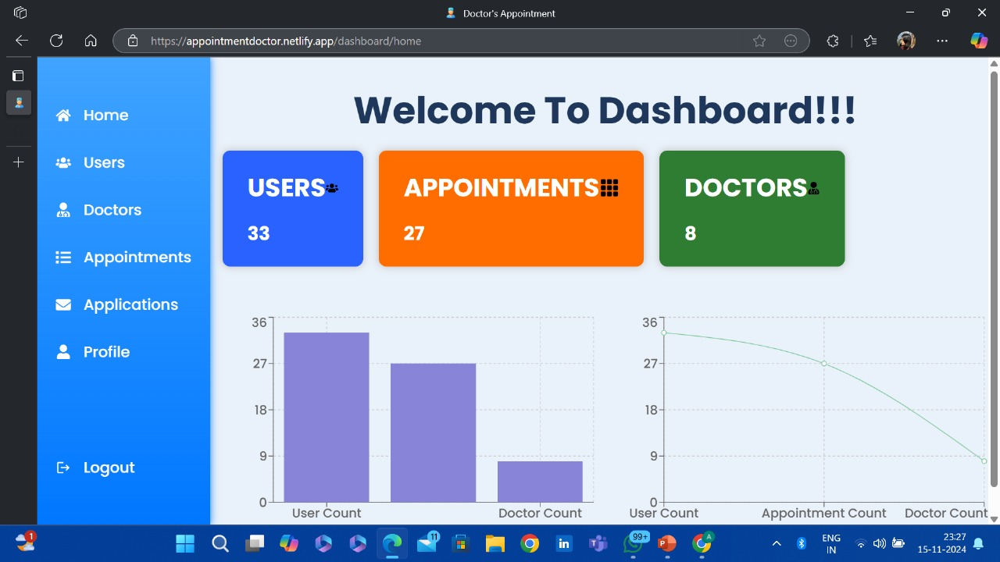 Doctor's Appointment
https://appointmentdoctor.netlify.app/dashboard/home
Home
Users
Doctors
Appointments
Applications
Profile
Logout
Welcome To Dashboard!!!
USERS
33
APPOINTMENTS
27
DOCTORS
8
36
27
18
9
0
User Count
Doctor Count
36
27
18
9
0
User Count
Appointment Count
Doctor Count
1
11
99+
A
ENG
IN
23:27
15-11-2024